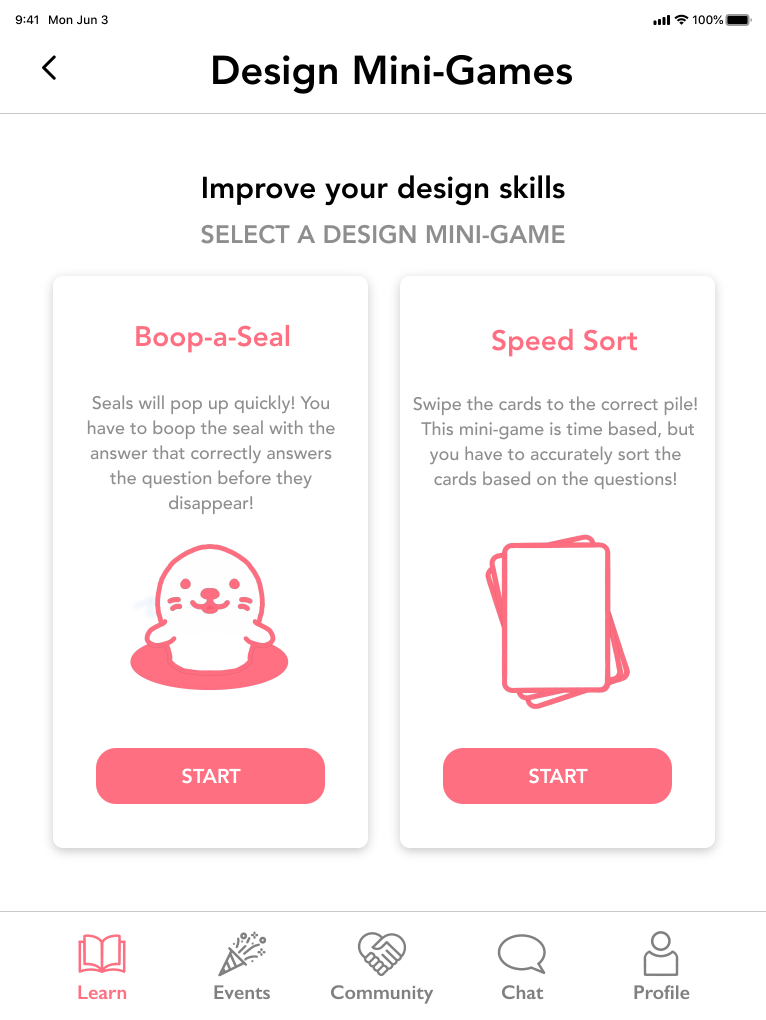 9:41 Mon Jun 3 100%
Design Mini-Games
Improve your design skills
SELECT A DESIGN MINI-GAME
Boop-a-Seal
Seals will pop up quickly! You
have to boop the seal with the
answer that correctly answers
the question before they
disappear!
START
Speed Sort
Swipe the cards to the correct pile!
This mini-game is time based, but
you have to accurately sort the
cards based on the questions!
START
Learn Events Community Chat Profile